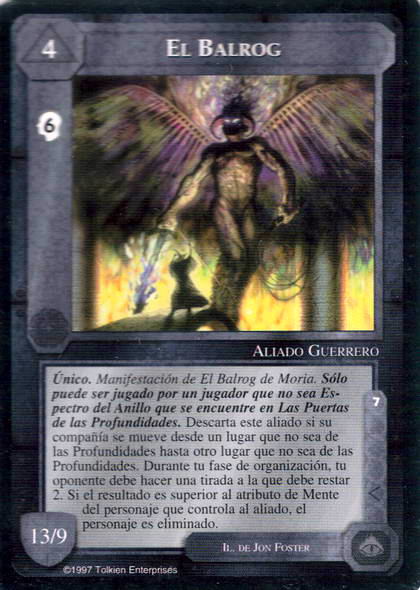 4
EL BALROG
6
ALIADO GUERRERO
Único. Manifestación de El Balrog de Moria. Sólo
puede ser jugado por un jugador que no sea Es-
pectro del Anillo que se encuentre en Las Puertas
de las Profundidades. Descarta este aliado si su
compañía se mueve desde un lugar que no sea de
las Profundidades hasta otro lugar que no sea de las
Profundidades. Durante tu fase de organización, tu
oponente debe hacer una tirada a la que debe restar
2. Si el resultado es superior al atributo de Mente
del personaje que controla al aliado, el
personaje es eliminado.
7
13/9
IL. DE JON FOSTER
©1997 Tolkien Enterprises